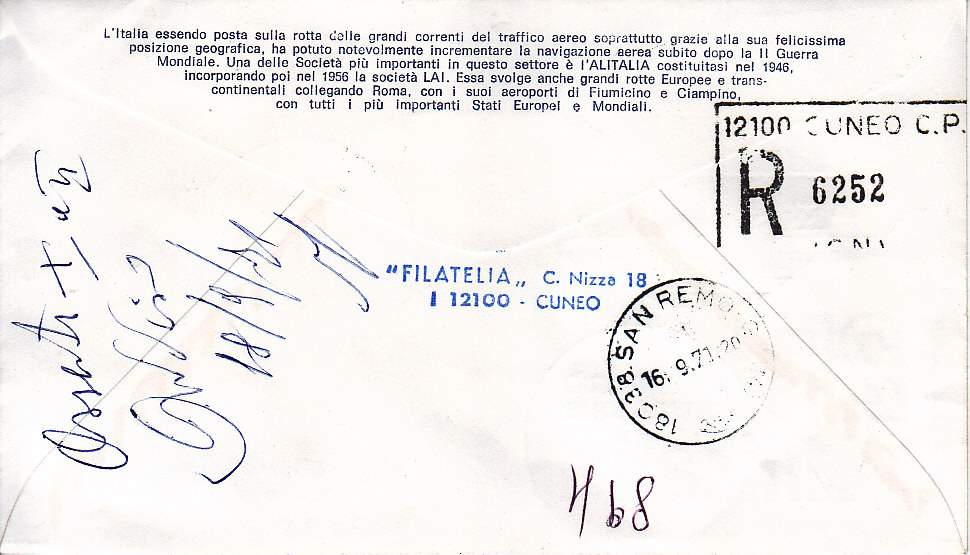 L'Italia essendo posta sulla rotta delle grandi correnti del traffico aereo soprattutto grazie alla sua felicissima
posizione geografica, ha potuto notevolmente incrementare la navigazione aerea subito dopo la II Guerra
Mondiale. Una delle Società più importanti in questo settore è l'ALITALIA costituitasi nel 1946,
incorporando poi nel 1956 la società LAI. Essa svolge anche grandi rotte Europee e trans-
continentali collegando Roma, con i suoi aeroporti di Fiumicino e Ciampino,
con tutti i più importanti Stati Europei e Mondiali.
12100 CUNEO C.P.
R 6252
"FILATELIA„ C. Nizza 18
I 12100 - CUNEO
18038 SAN REMO
16. 9.71.20
18/9/71
468